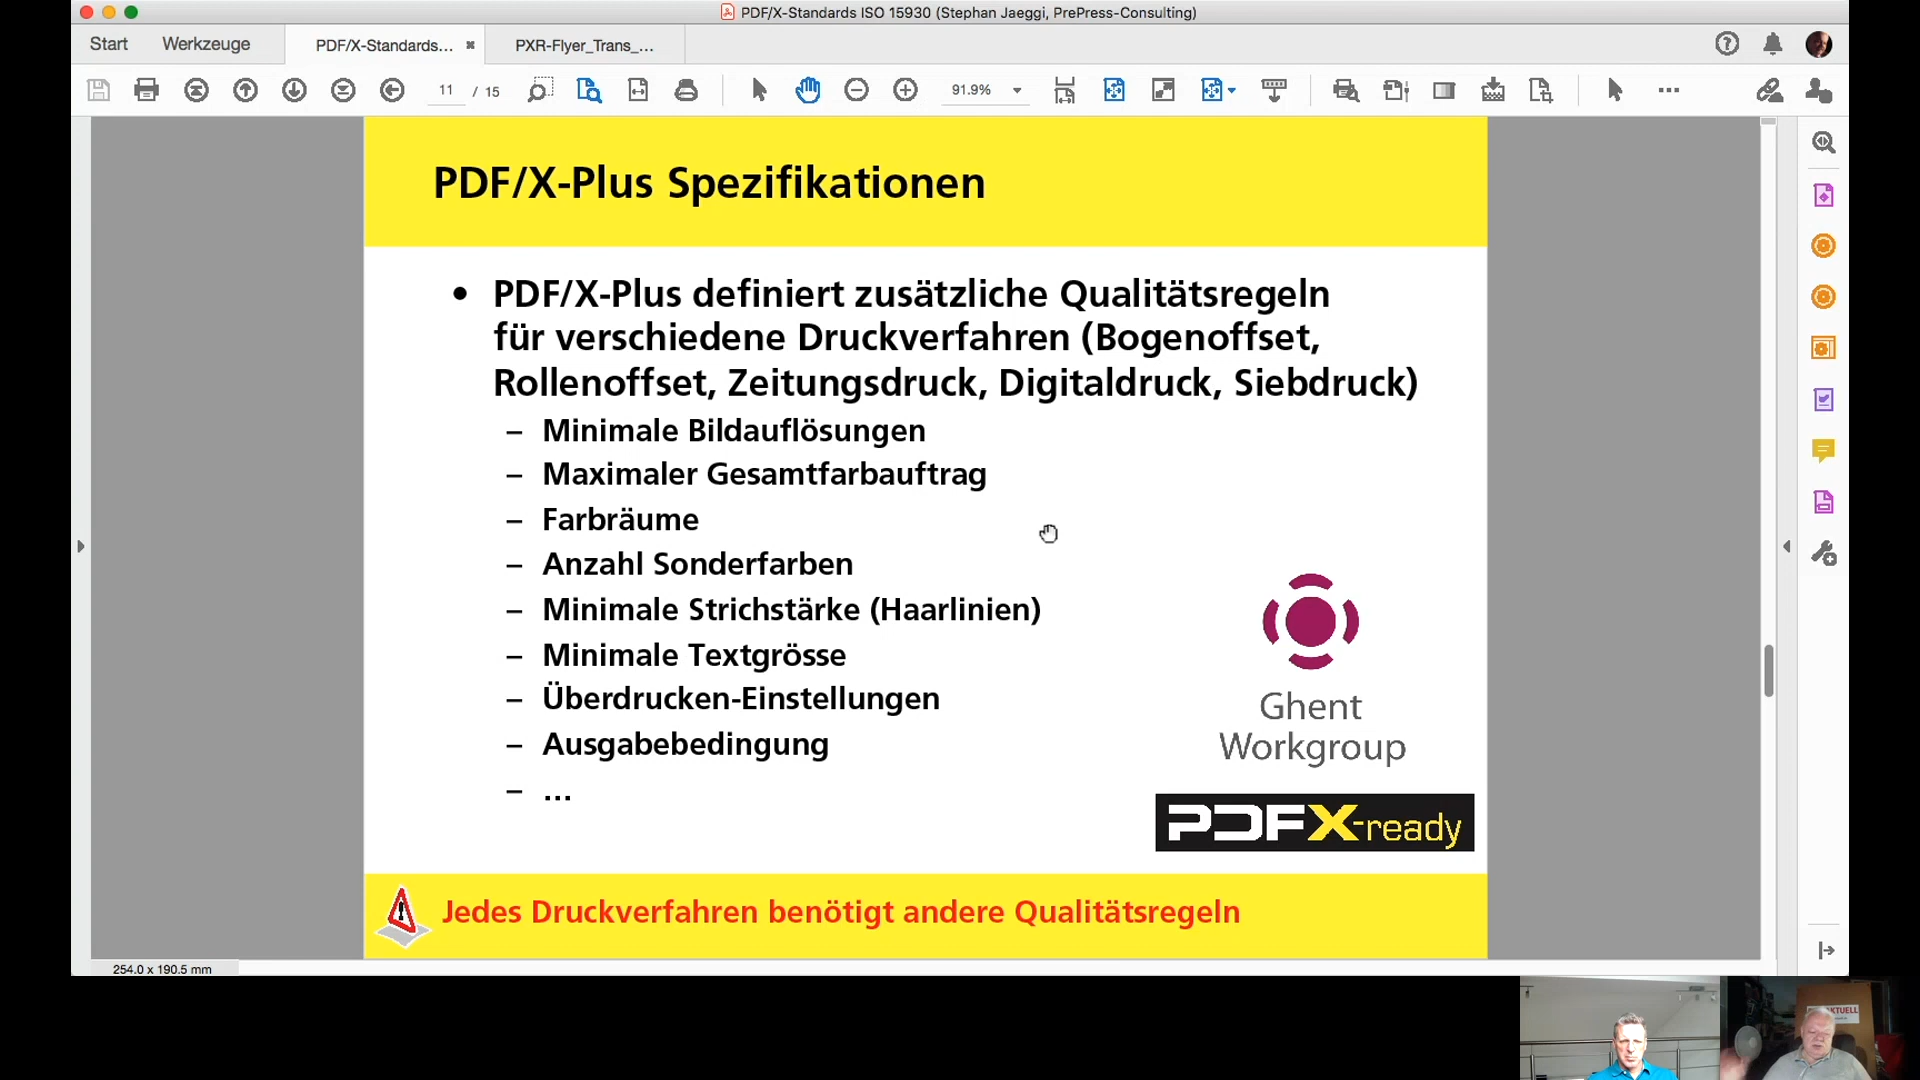 PDF/X-Standards ISO 15930 (Stephan Jaeggi, PrePress-Consulting)
Start
Werkzeuge
PDF/X-Standards...
PXR-Flyer_Trans_...
11 / 15
91.9%
PDF/X-Plus Spezifikationen
• PDF/X-Plus definiert zusätzliche Qualitätsregeln
für verschiedene Druckverfahren (Bogenoffset,
Rollenoffset, Zeitungsdruck, Digitaldruck, Siebdruck)
– Minimale Bildauflösungen
– Maximaler Gesamtfarbauftrag
– Farbräume
– Anzahl Sonderfarben
– Minimale Strichstärke (Haarlinien)
– Minimale Textgrösse
– Überdrucken-Einstellungen
– Ausgabebedingung
– ...
Ghent
Workgroup
PDFX-ready
Jedes Druckverfahren benötigt andere Qualitätsregeln
254.0 x 190.5 mm